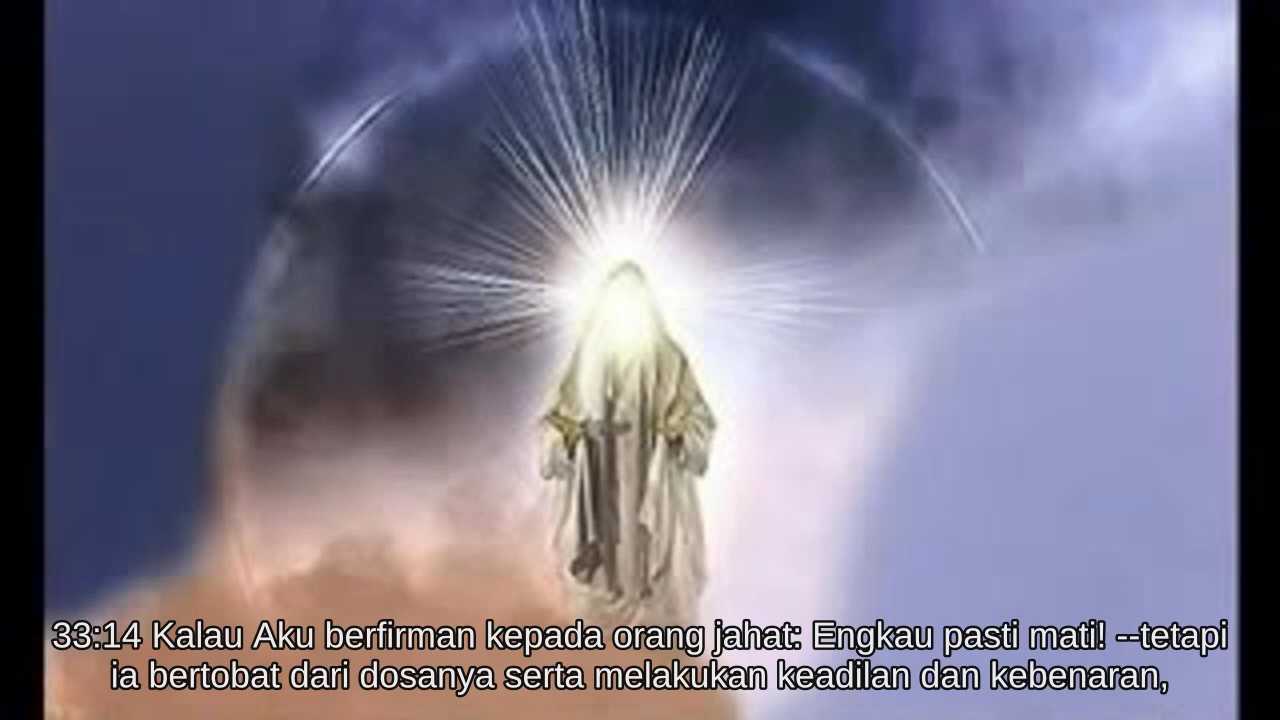 33:14 Kalau Aku berfirman kepada orang jahat: Engkau pasti mati! --tetapi
ia bertobat dari dosanya serta melakukan keadilan dan kebenaran,